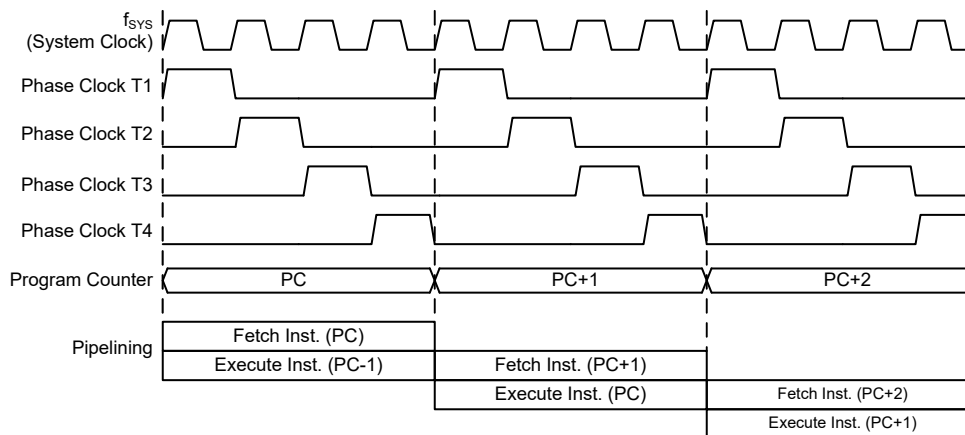 fSYS
(System Clock)
Phase Clock T1
Phase Clock T2
Phase Clock T3
Phase Clock T4
Program Counter PC PC+1 PC+2
Pipelining
Fetch Inst. (PC)
Execute Inst. (PC-1) Fetch Inst. (PC+1)
Execute Inst. (PC) Fetch Inst. (PC+2)
Execute Inst. (PC+1)